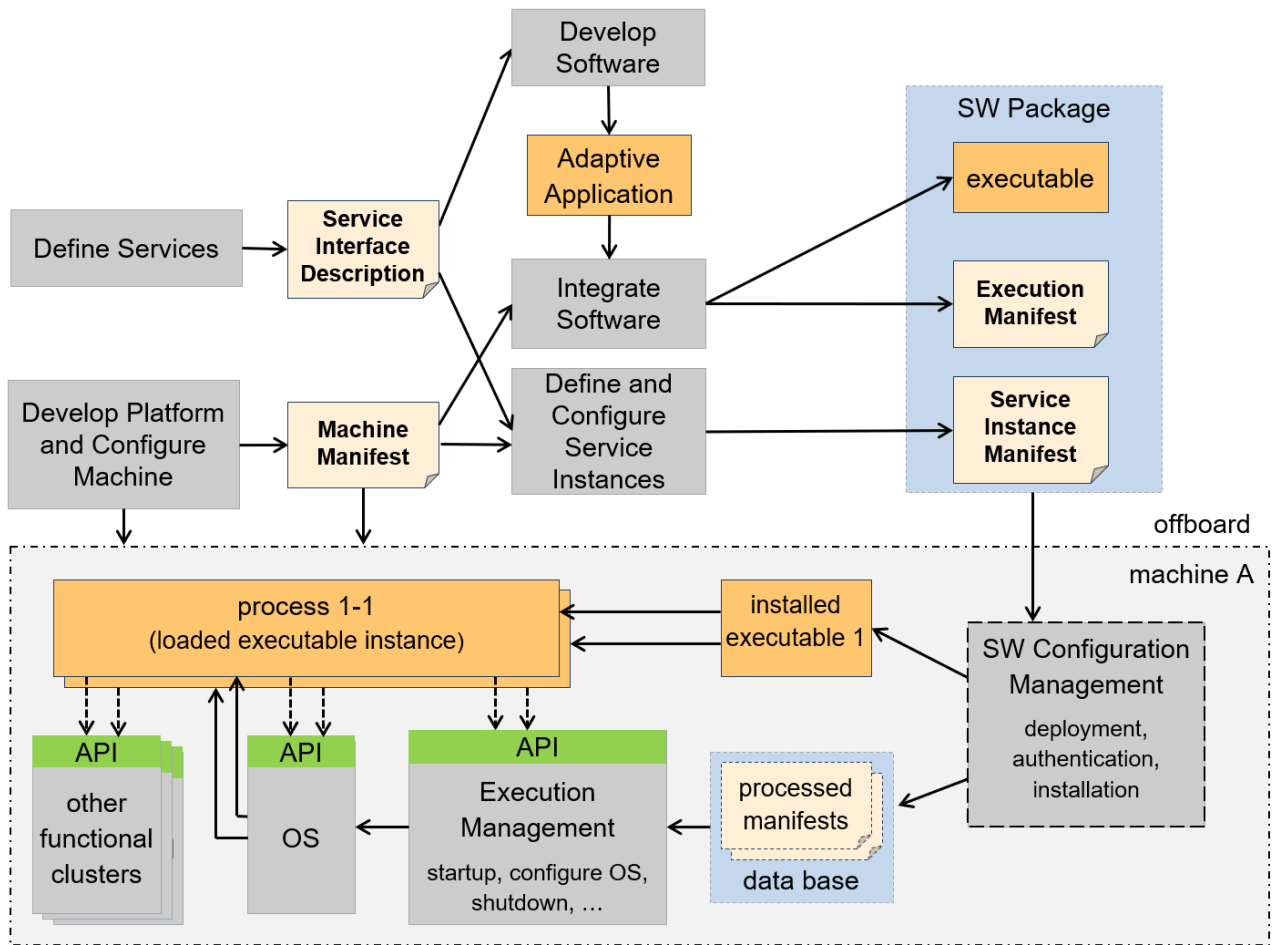 Develop
Software
SW Package
Adaptive
Application
executable
Define Services
Service
Interface
Description
Integrate
Software
Execution
Manifest
Develop Platform
and Configure
Machine
Machine
Manifest
Define and
Configure
Service
Instances
Service
Instance
Manifest
offboard
machine A
process 1-1
(loaded executable instance)
installed
executable 1
SW Configuration
Management
deployment,
authentication,
installation
API
other
functional
clusters
API
OS
API
Execution
Management
startup, configure OS,
shutdown, …
processed
manifests
data base